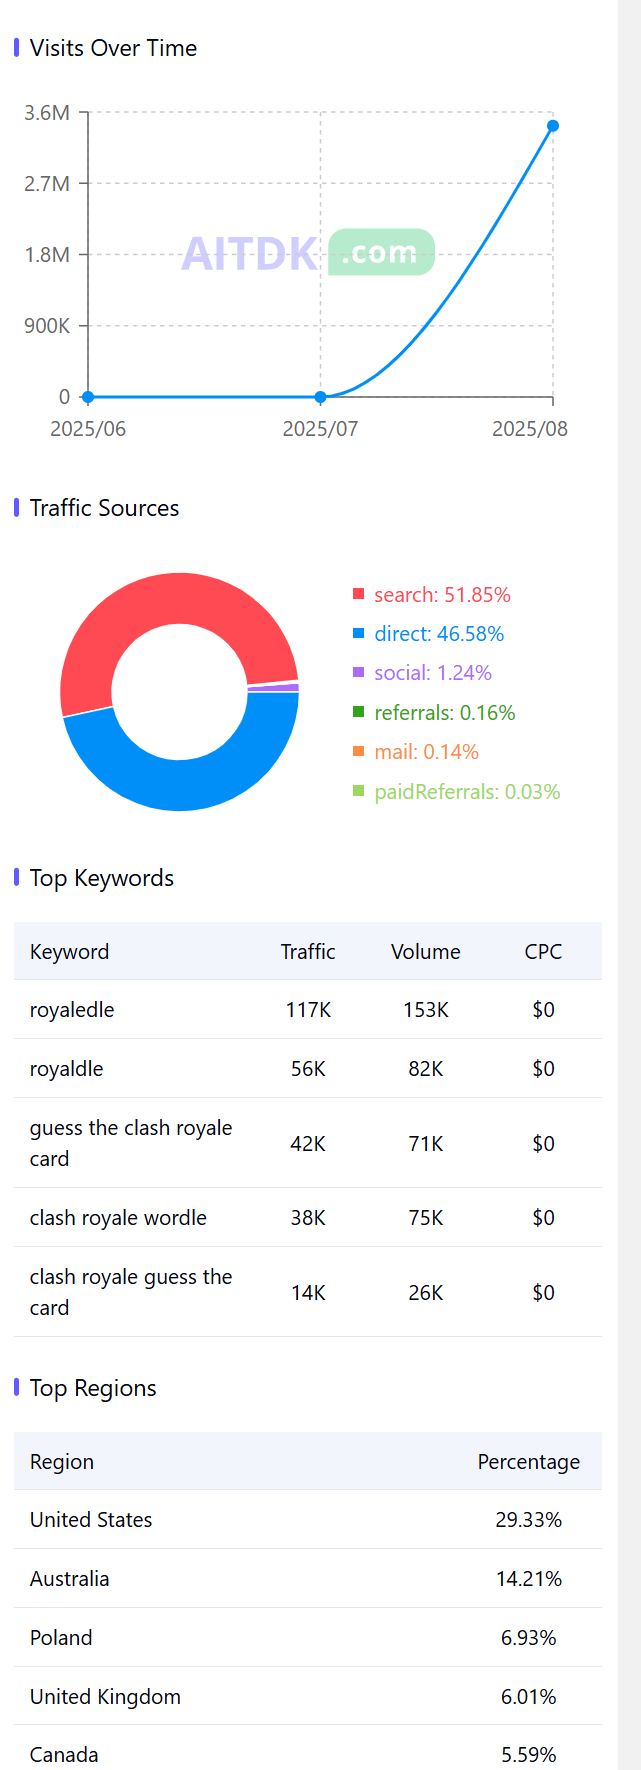 Visits Over Time
3.6M
2.7M
1.8M
900K
0
AITDK .com
2025/06 2025/07 2025/08
Traffic Sources
search: 51.85%
direct: 46.58%
social: 1.24%
referrals: 0.16%
mail: 0.14%
paidReferrals: 0.03%
Top Keywords
Keyword Traffic Volume CPC
royaledle 117K 153K $0
royaldle 56K 82K $0
guess the clash royale
card 42K 71K $0
clash royale wordle 38K 75K $0
clash royale guess the
card 14K 26K $0
Top Regions
Region Percentage
United States 29.33%
Australia 14.21%
Poland 6.93%
United Kingdom 6.01%
Canada 5.59%